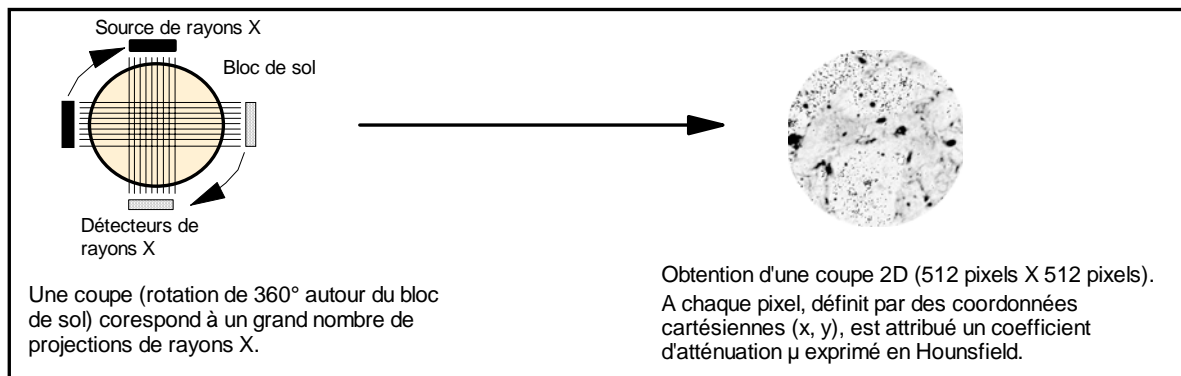 Source de rayons X
Bloc de sol
Détecteurs de
rayons X
Une coupe (rotation de 360° autour du bloc
de sol) corespond à un grand nombre de
projections de rayons X.
Obtention d'une coupe 2D (512 pixels X 512 pixels).
A chaque pixel, définit par des coordonnées
cartésiennes (x, y), est attribué un coefficient
d'atténuation µ exprimé en Hounsfield.